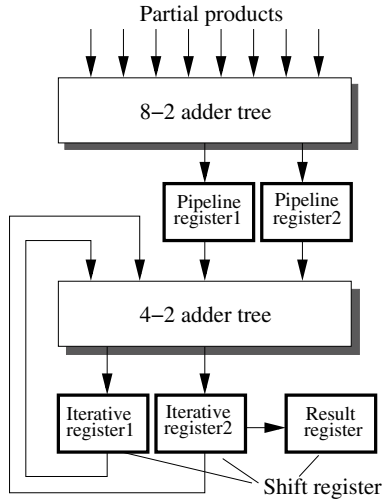 Partial products
8−2 adder tree
Pipeline
register1
Pipeline
register2
4−2 adder tree
Iterative
register1
Iterative
register2
Result
register
Shift register